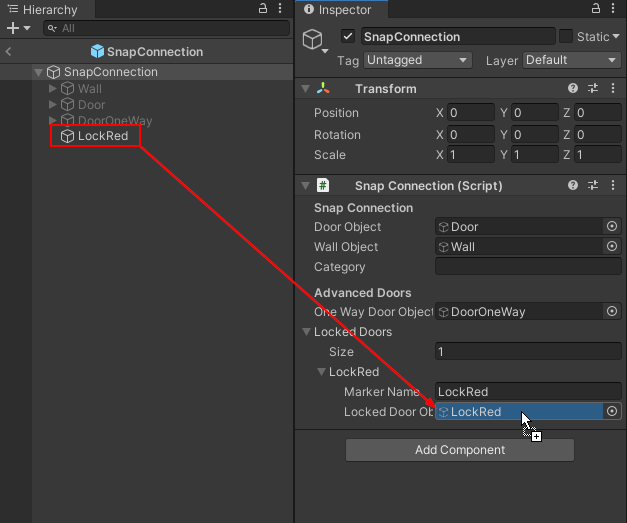 Hierarchy
All
SnapConnection
SnapConnection
Wall
Door
DoorOneWay
LockRed
Inspector
SnapConnection
Static
Tag Untagged Layer Default
Transform
Position X 0 Y 0 Z 0
Rotation X 0 Y 0 Z 0
Scale X 1 Y 1 Z 1
# Snap Connection (Script)
Snap Connection
Door Object Door
Wall Object Wall
Category
Advanced Doors
One Way Door Object DoorOneWay
Locked Doors
Size 1
LockRed
Marker Name LockRed
Locked Door Ob LockRed
Add Component